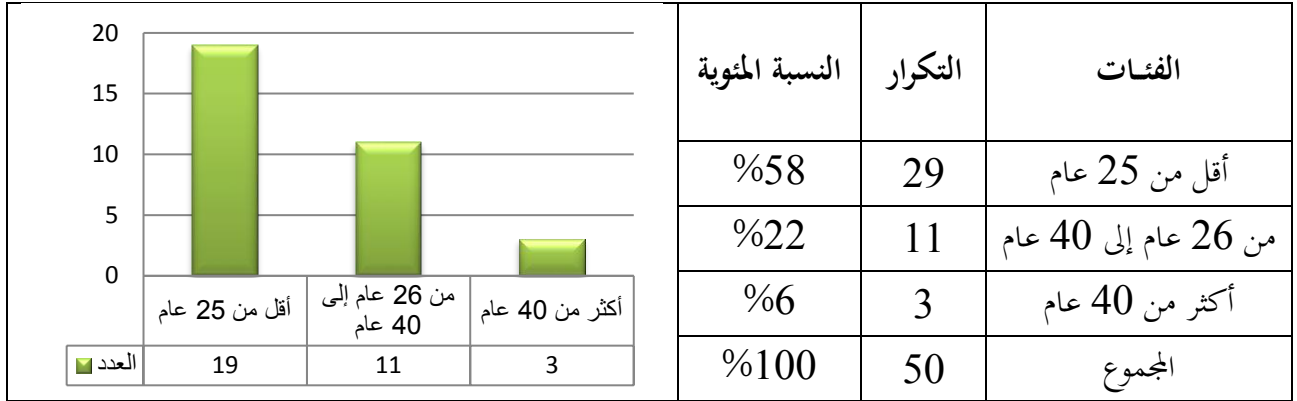 الفئات التكرار النسبة المئوية
أقل من 25 عام 29 %58
من 26 عام إلى 40 عام 11 %22
أكثر من 40 عام 3 %6
المجموع 50 %100
20
15
10
5
0
أقل من 25 عام من 26 عام إلى أكثر من 40 عام
40 عام
العدد 19 11 3